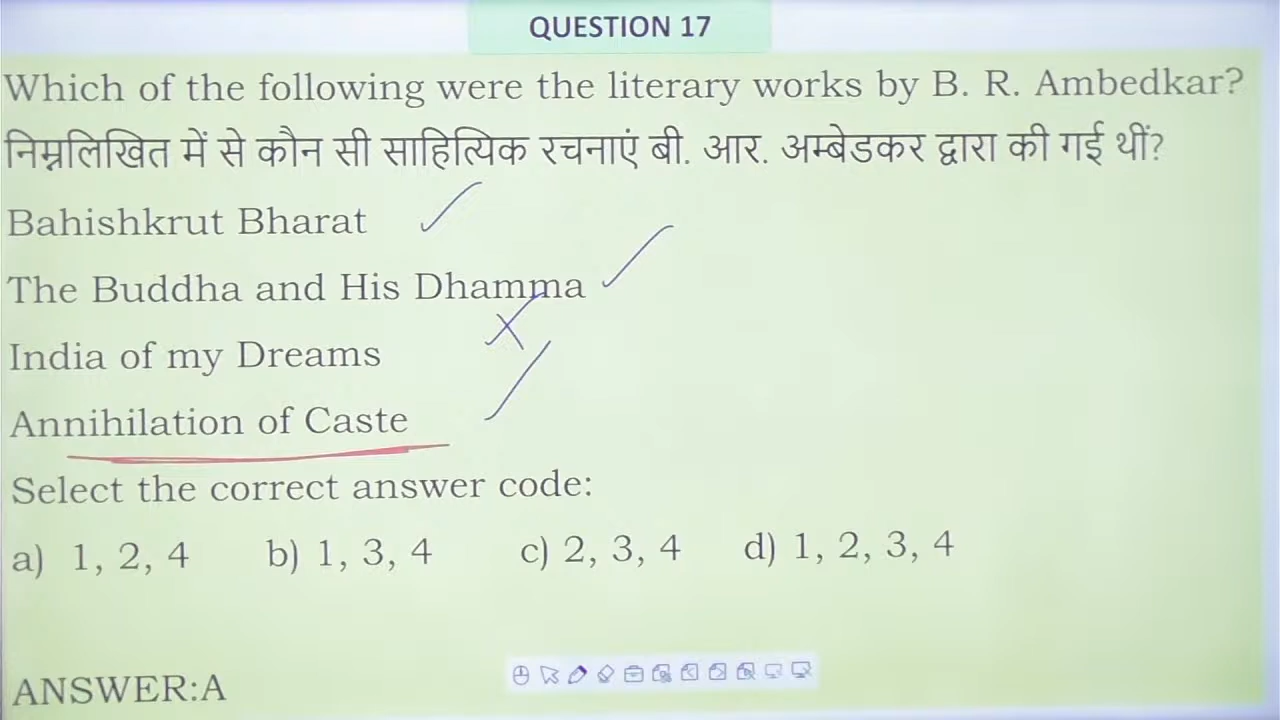 QUESTION 17
Which of the following were the literary works by B. R. Ambedkar?
निम्नलिखित में से कौन सी साहित्यिक रचनाएं बी. आर. अम्बेडकर द्वारा की गई थीं?
Bahishkrut Bharat
The Buddha and His Dhamma
India of my Dreams
Annihilation of Caste
Select the correct answer code:
a) 1, 2, 4 b) 1, 3, 4 c) 2, 3, 4 d) 1, 2, 3, 4
ANSWER:A